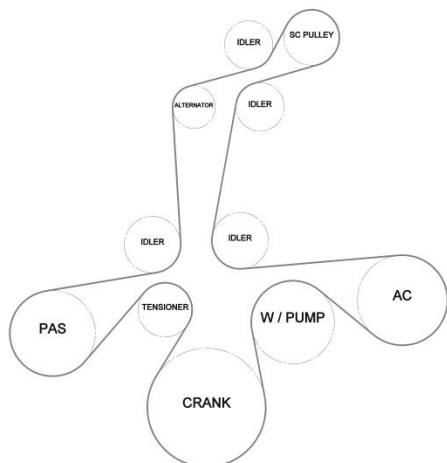 IDLER
SC PULLEY
ALTERNATOR
IDLER
IDLER
IDLER
AC
TENSIONER
PAS
W / PUMP
CRANK